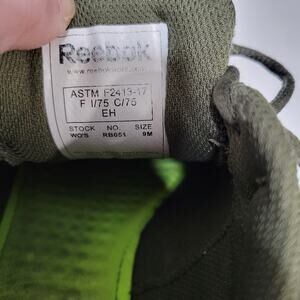 Reebok
www.reebokwork.com
ASTM F2413-17
F I/75 C/75
EH
STOCK NO. SIZE
WO'S RB051 9M